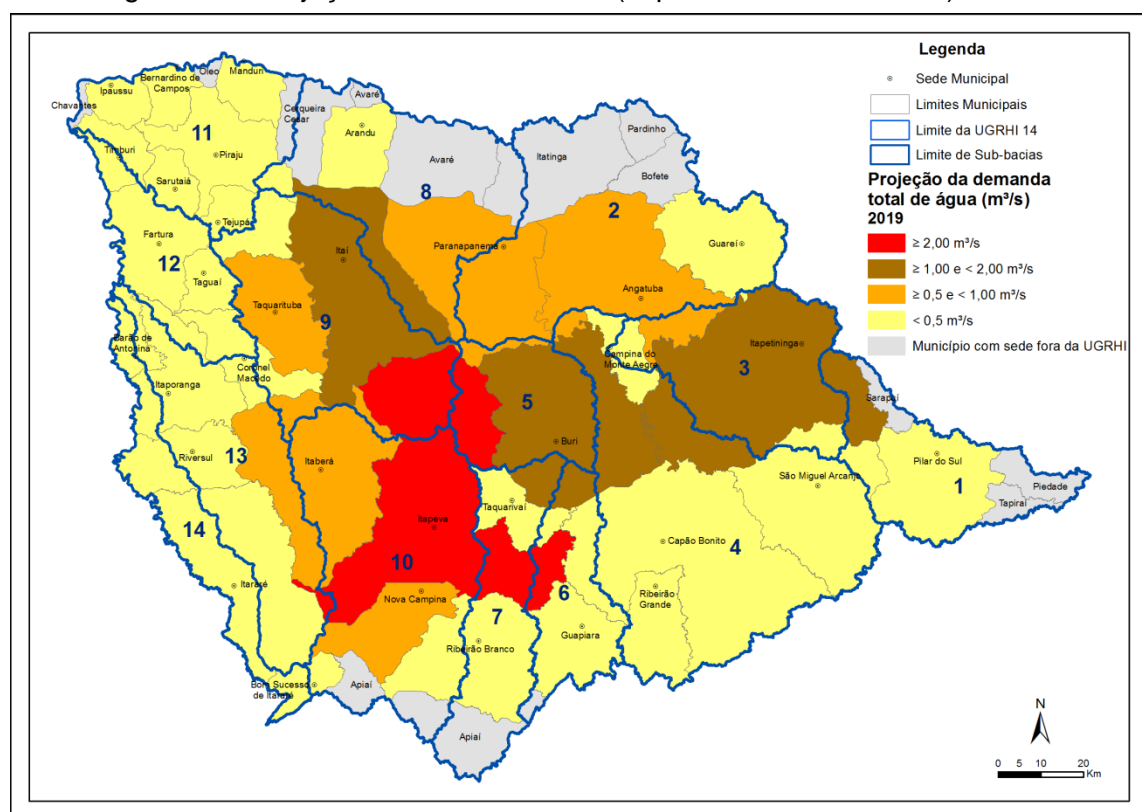 Legenda
Sede Municipal
Limites Municipais
Limite da UGRHI 14
Limite de Sub-bacias
Projeção da demanda
total de água (m³/s)
2019
≥ 2,00 m³/s
≥ 1,00 e < 2,00 m³/s
≥ 0,5 e < 1,00 m³/s
< 0,5 m³/s
Município com sede fora da UGRHI
Chavantes
Ipaussu
Bernardino de
Campos
Óleo
Manduri
11
Timburi
Piraju
Sarutaiá
Tejupá
Cerqueira
Cesar
Avaré
Arandu
Avaré
8
Itatinga
Pardinho
Bofete
2
Guareí
Fartura
12
Taguaí
Itaí
Paranapanema
Angatuba
Taquarituba
9
Barão de
Antonina
Coronel
Macedo
Itaporanga
Campina do
Monte Aegre
Itapetininga
3
Sarapuí
5
Buri
Riversul
13
Itaberá
Itapeva
Taquarivaí
São Miguel Arcanjo
Pilar do Sul
1
Piedade
Tapiraí
14
Itararé
10
Nova Campina
Capão Bonito
4
Ribeirão
Grande
6
7
Guapiara
Ribeirão Branco
Bom Sucesso
de Itararé
Apiaí
Apiaí
N
0 5 10 20
Km